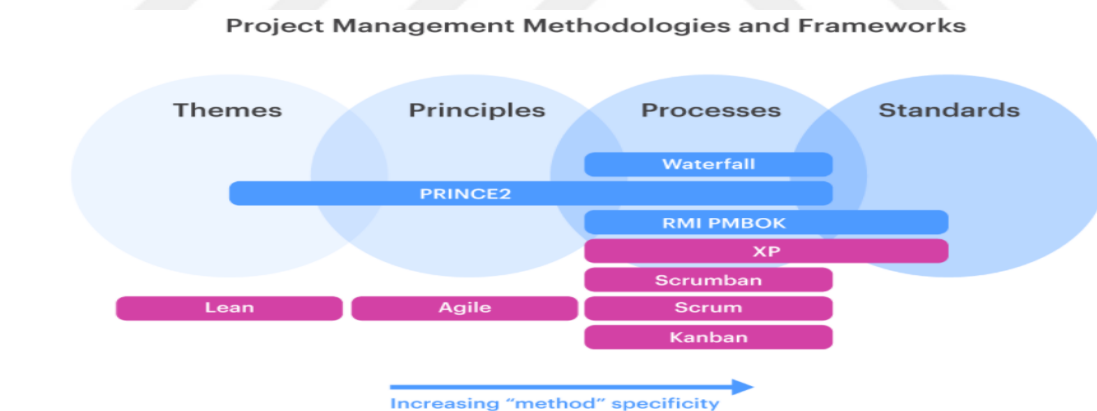 Project Management Methodologies and Frameworks
Themes
Principles
Processes
Standards
Waterfall
PRINCE2
RMI PMBOK
XP
Scrumban
Lean
Agile
Scrum
Kanban
Increasing “method” specificity